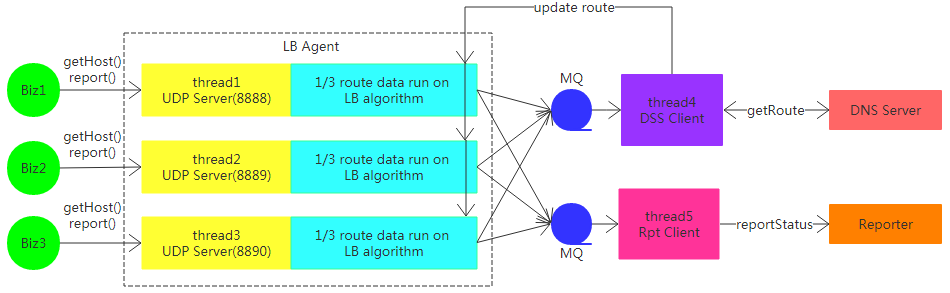 update route
LB Agent
getHost()
report()
Biz1
thread1
UDP Server(8888)
1/3 route data run on
LB algorithm
MQ
thread4
DSS Client
getRoute
DNS Server
getHost()
report()
Biz2
thread2
UDP Server(8889)
1/3 route data run on
LB algorithm
getHost()
report()
Biz3
thread3
UDP Server(8890)
1/3 route data run on
LB algorithm
MQ
thread5
Rpt Client
reportStatus
Reporter